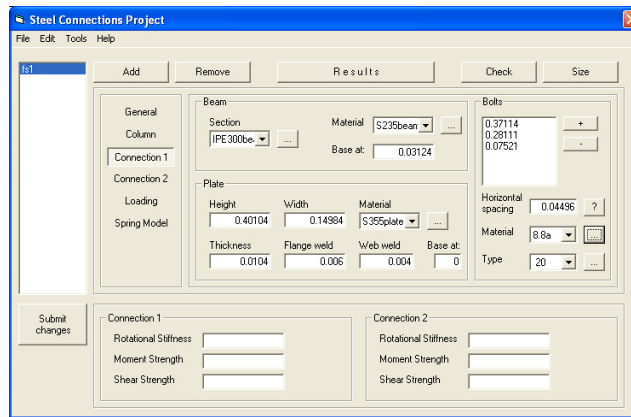 Steel Connections Project
File Edit Tools Help
fs1
Add Remove Results Check Size
General
Column
Connection 1
Connection 2
Loading
Spring Model
Beam
Section Material S235beam ...
IPE300be. ...
Base at: 0.03124
Plate
Height Width Material
0.40104 0.14984 S355plate ...
Thickness Flange weld Web weld Base at:
0.0104 0.006 0.004 0
Bolts
0.37114 +
0.28111
0.07521 -
Horizontal
spacing 0.04496 ?
Material 8.8a ...
Type 20 ...
Submit
changes
Connection 1
Rotational Stiffness
Moment Strength
Shear Strength
Connection 2
Rotational Stiffness
Moment Strength
Shear Strength